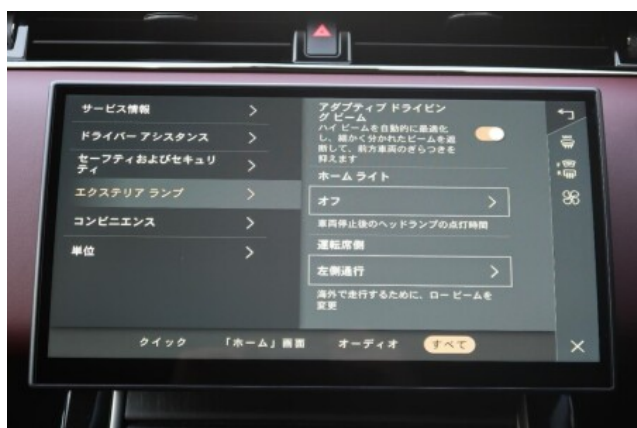 サービス情報
ドライバー アシスタンス
セーフティおよびセキュリ
ティ
エクステリア ランプ
コンビニエンス
単位
アダプティブ ドライビン
グ ビーム
ハイ ビームを自動的に最適化
し、細かく分かれたビームを遮
断して、前方車両のぎらつきを
抑えます
ホーム ライト
オフ
車両停止後のヘッドランプの点灯時間
運転席側
左側通行
海外で走行するために、ロー ビームを
変更
クイック 「ホーム」画面 オーディオ すべて